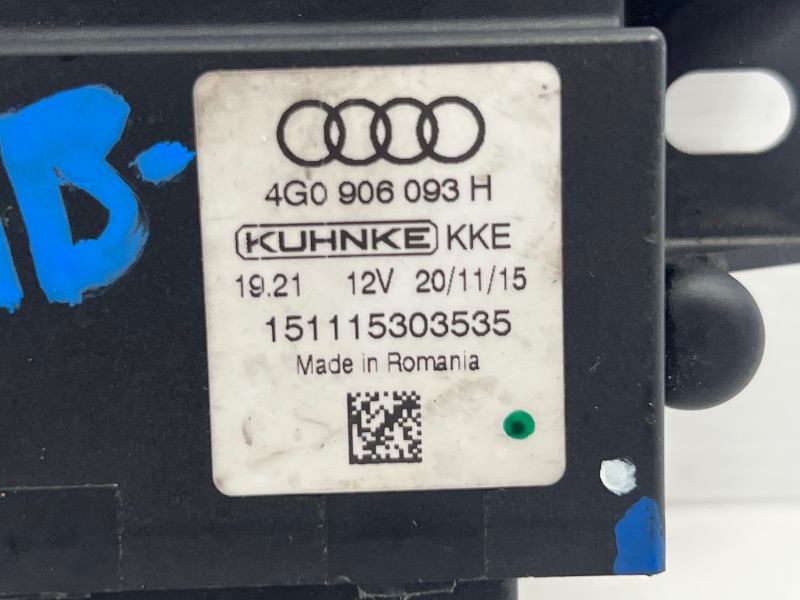 B-
4G0 906 093 H
KUHNKE KKE
19.21 12V 20/11/15
151115303535
Made in Romania